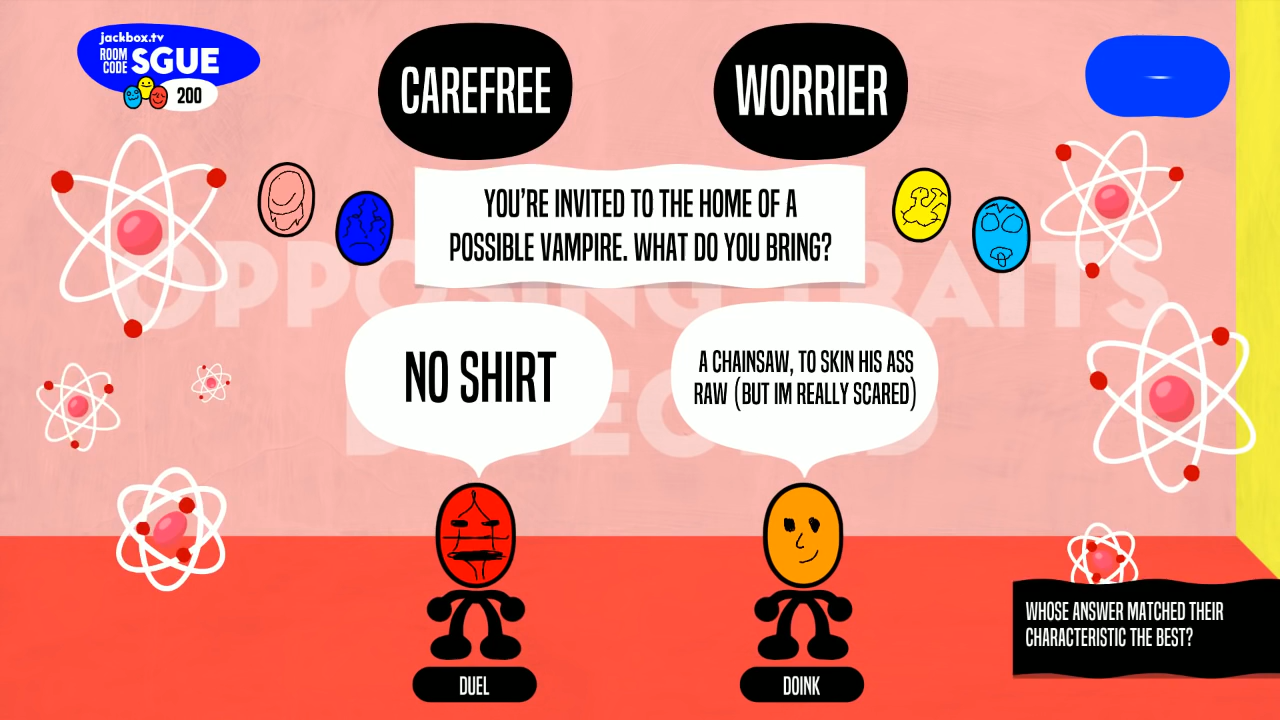 jackbox.tv
ROOM
CODE
SGUE
200
CAREFREE
WORRIER
YOU'RE INVITED TO THE HOME OF A
POSSIBLE VAMPIRE. WHAT DO YOU BRING?
OPPOSING TRAITS
NO SHIRT
A CHAINSAW, TO SKIN HIS ASS
RAW (BUT IM REALLY SCARED)
WHOSE ANSWER MATCHED THEIR
CHARACTERISTIC THE BEST?
DUEL
DOINK